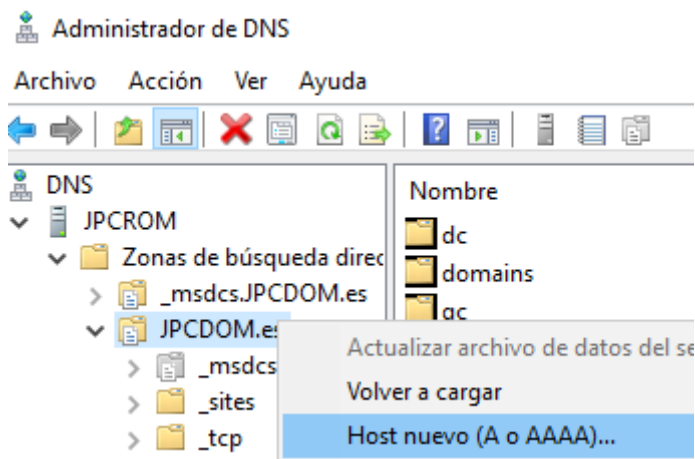 Administrador de DNS
Archivo Acción Ver Ayuda
DNS
JPCROM
Zonas de búsqueda direc
_msdcs.JPCDOM.es
JPCDOM.es
_msdcs
_sites
_tcp
Nombre
dc
domains
gc
Actualizar archivo de datos del se
Volver a cargar
Host nuevo (A o AAAA)...